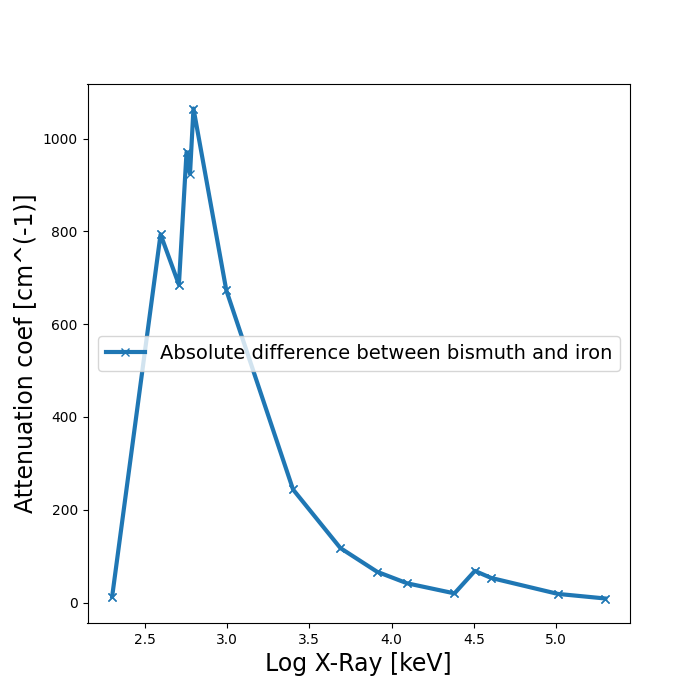 1000
800
600
400
200
0
Attenuation coef [cm^(-1)]
Absolute difference between bismuth and iron
2.5 3.0 3.5 4.0 4.5 5.0
Log X-Ray [keV]